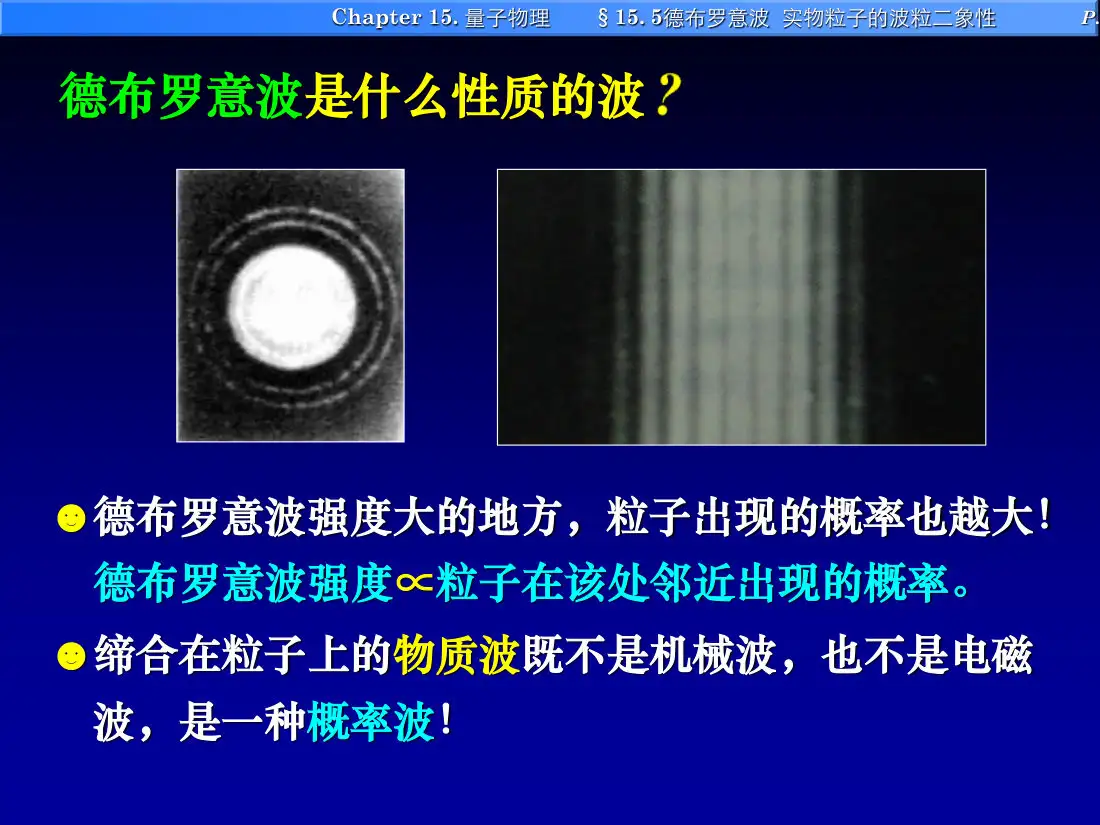 Chapter 15. 量子物理 § 15. 5德布罗意波 实物粒子的波粒二象性 P.
德布罗意波是什么性质的波?
德布罗意波强度大的地方，粒子出现的概率也越大！
德布罗意波强度∝粒子在该处邻近出现的概率。
缔合在粒子上的物质波既不是机械波，也不是电磁
波，是一种概率波！